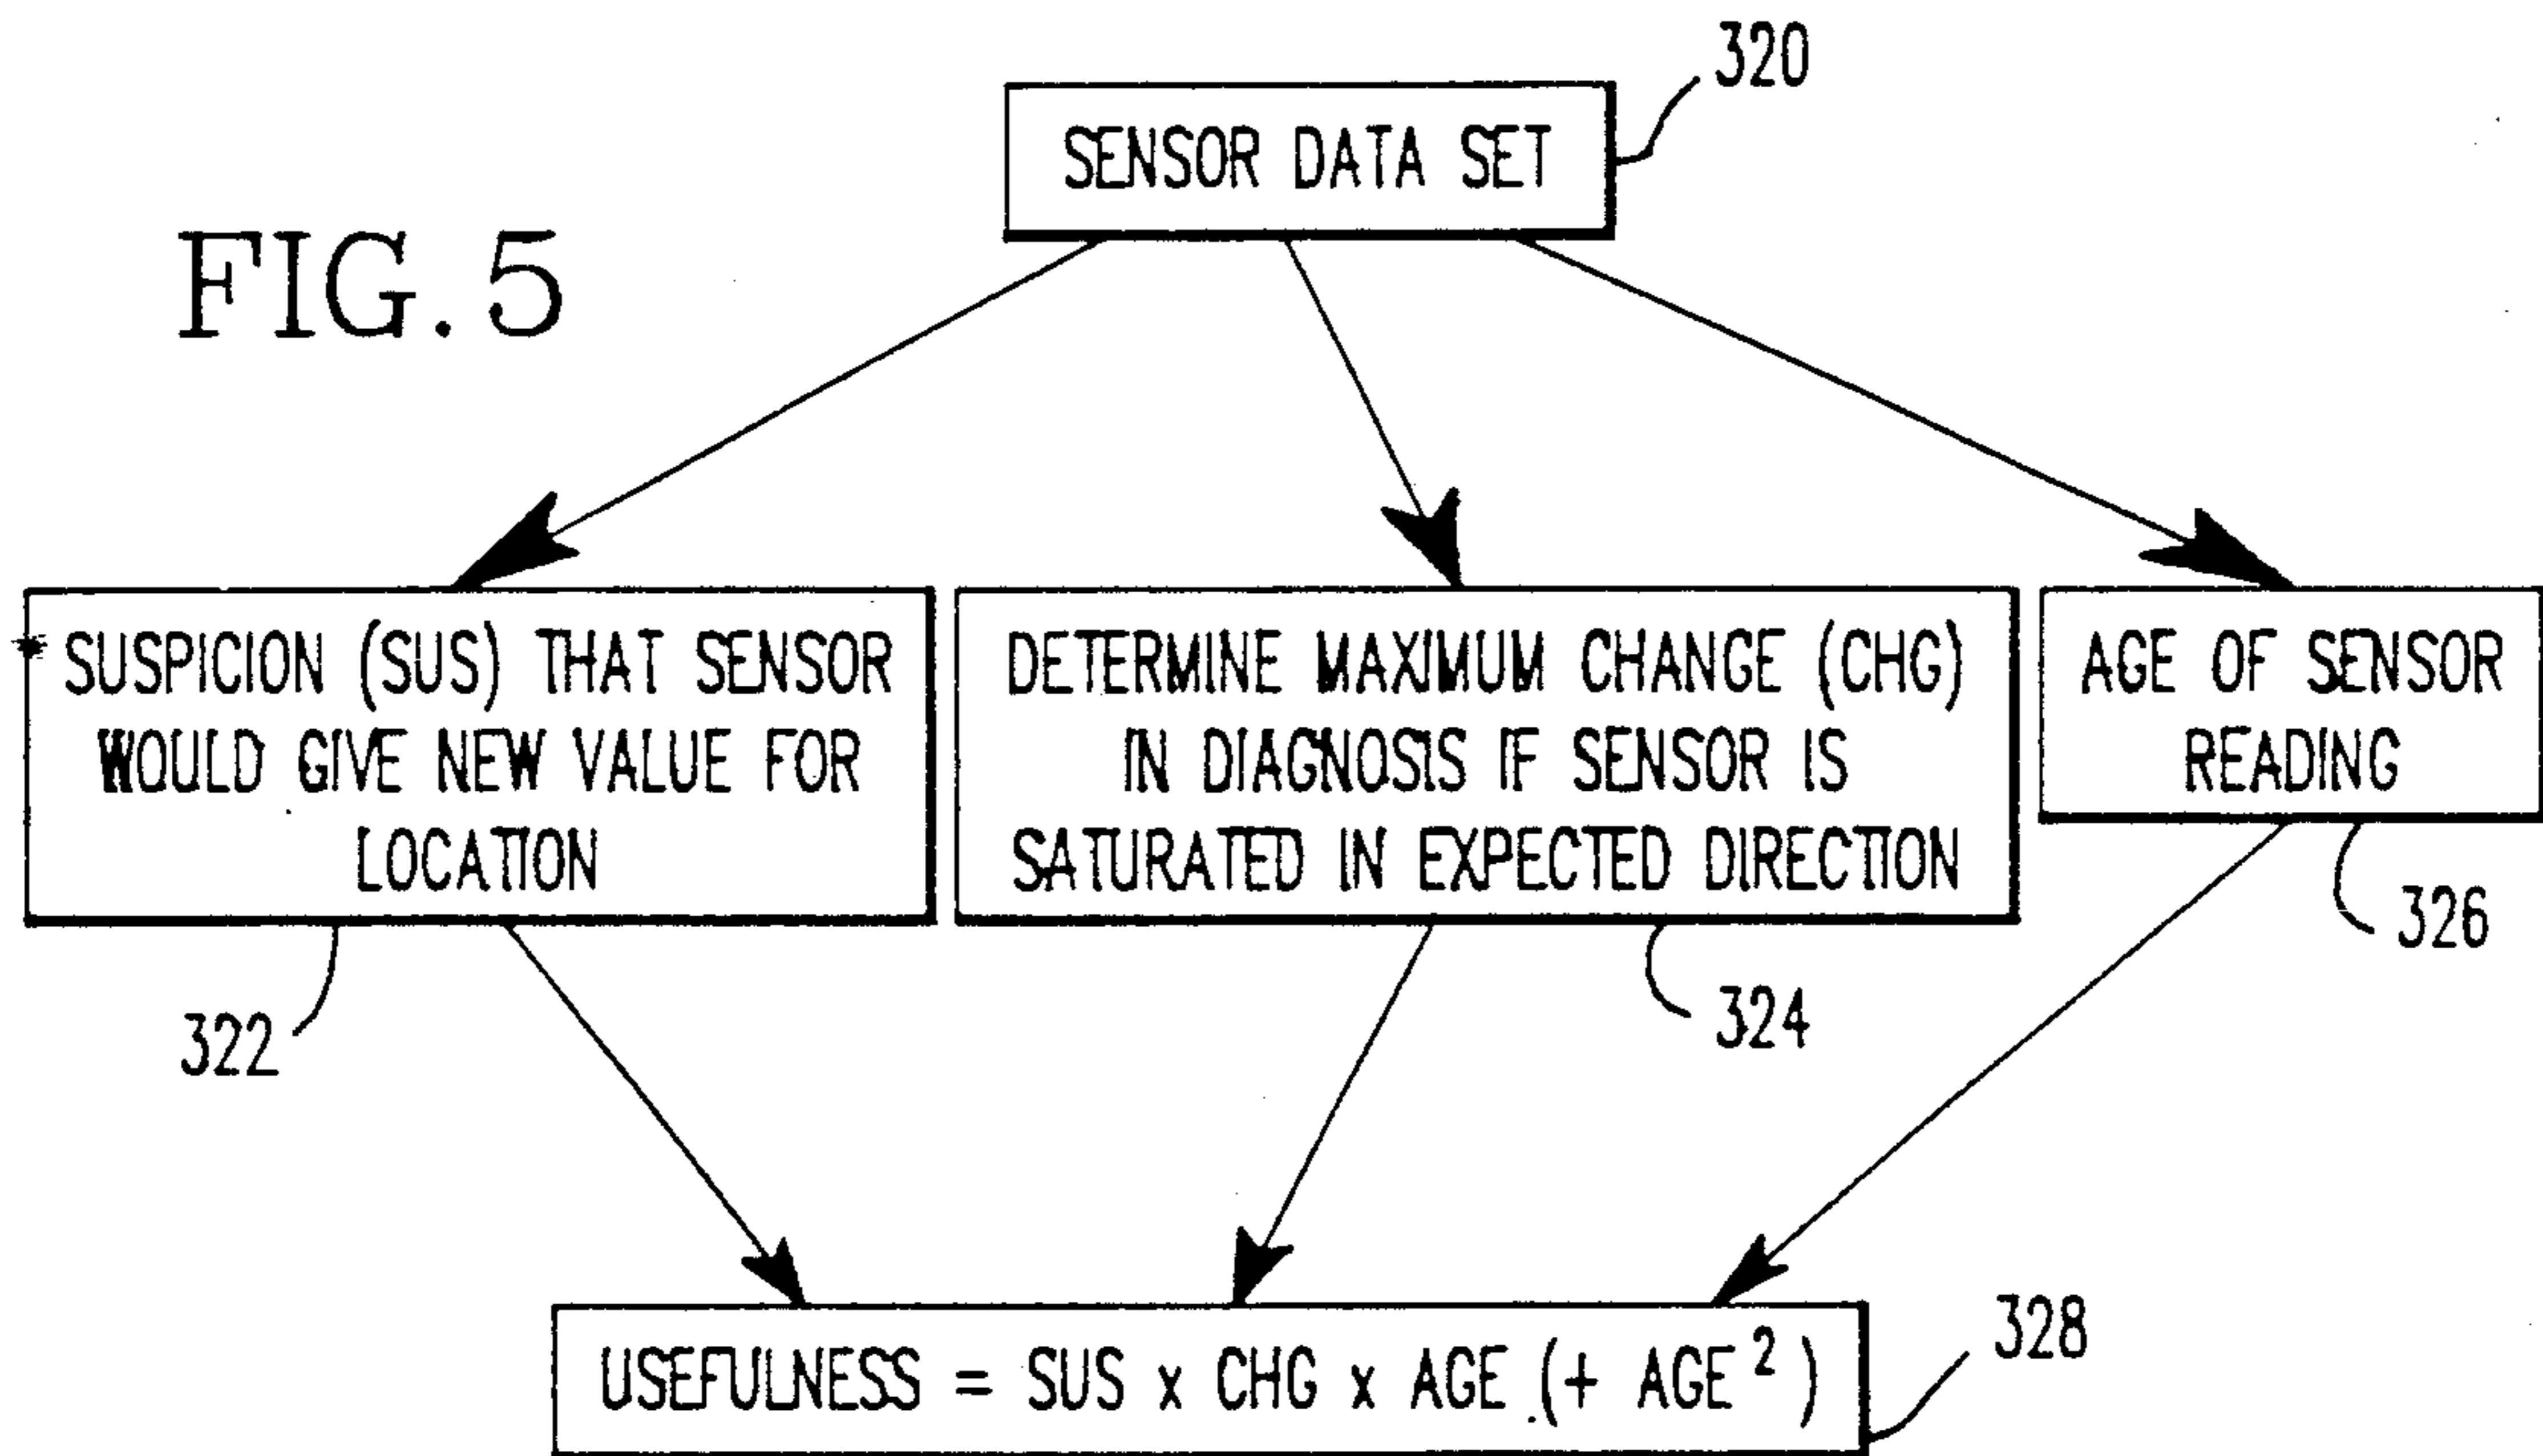 320
SENSOR DATA SET
FIG. 5
SUSPICION (SUS) THAT SENSOR
WOULD GIVE NEW VALUE FOR
LOCATION
DETERMINE MAXIMUM CHANGE (CHG)
IN DIAGNOSIS IF SENSOR IS
SATURATED IN EXPECTED DIRECTION
AGE OF SENSOR
READING
322
324
326
USEFULNESS = SUS x CHG x AGE (+ AGE²)
328